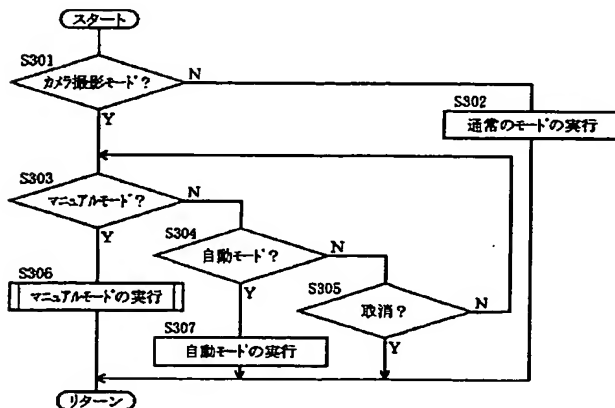 スタート
S301
カメラ撮影モード?
N
Y
S302
通常のモードの実行
S303
マニュアルモード?
N
Y
S304
自動モード?
N
Y
S305
取消?
N
Y
S306
マニュアルモードの実行
S307
自動モードの実行
リターン